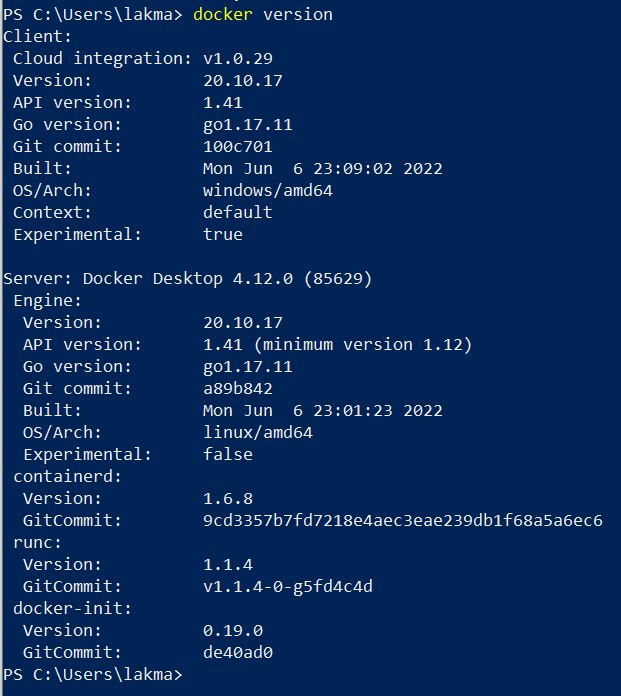 PS C:\Users\lakma> docker version
Client:
 Cloud integration: v1.0.29
 Version:           20.10.17
 API version:       1.41
 Go version:        go1.17.11
 Git commit:        100c701
 Built:             Mon Jun  6 23:09:02 2022
 OS/Arch:           windows/amd64
 Context:           default
 Experimental:      true

Server: Docker Desktop 4.12.0 (85629)
 Engine:
  Version:          20.10.17
  API version:      1.41 (minimum version 1.12)
  Go version:       go1.17.11
  Git commit:       a89b842
  Built:            Mon Jun  6 23:01:23 2022
  OS/Arch:          linux/amd64
  Experimental:     false
 containerd:
  Version:          1.6.8
  GitCommit:        9cd3357b7fd7218e4aec3eae239db1f68a5a6ec6
 runc:
  Version:          1.1.4
  GitCommit:        v1.1.4-0-g5fd4c4d
 docker-init:
  Version:          0.19.0
  GitCommit:        de40ad0
PS C:\Users\lakma>